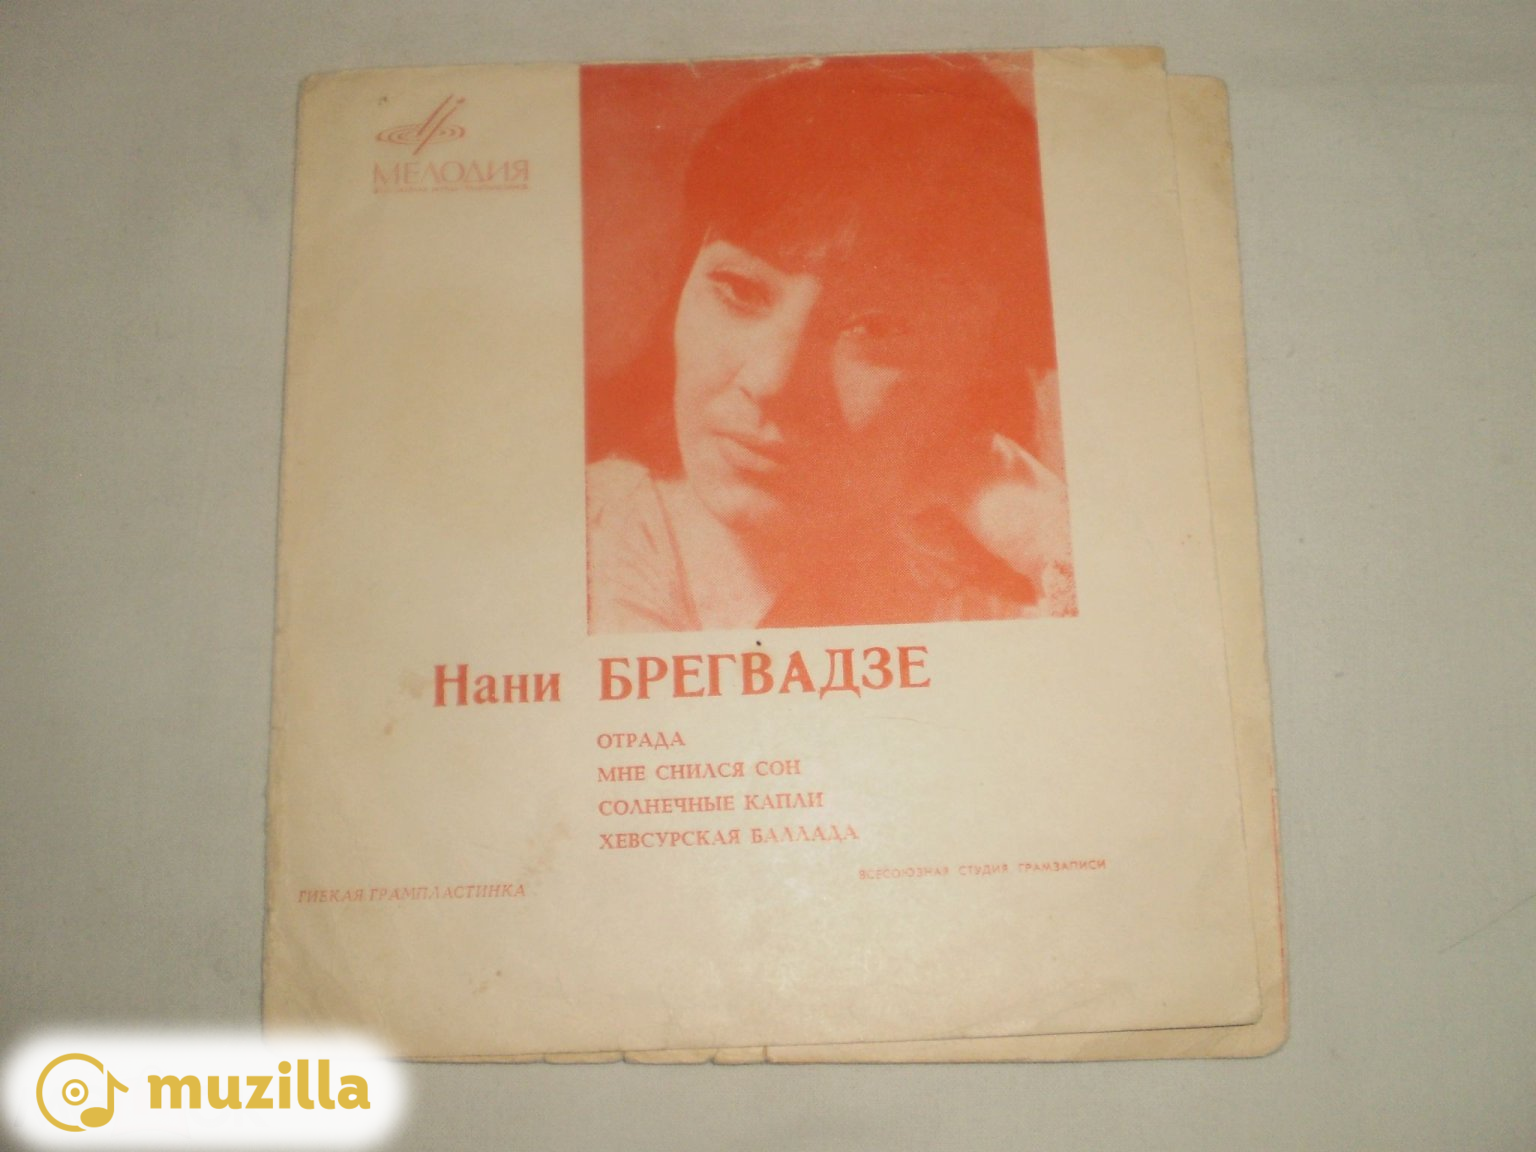 МЕЛОДИЯ
Нани БРЕГВАДЗЕ
ОТРАДА
МНЕ СНИЛСЯ СОН
СОЛНЕЧНЫЕ КАПЛИ
ХЕВСУРСКАЯ БАЛЛАДА
ВСЕСОЮЗНАЯ СТУДИЯ ГРАМЗАПИСИ
ГИБКАЯ ГРАМПЛАСТИНКА
muzilla